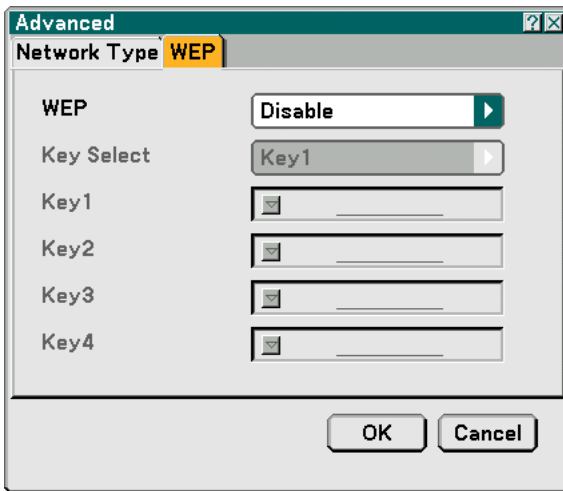 Advanced ?
Network Type WEP
WEP Disable
Key Select Key1
Key1
Key2
Key3
Key4
OK Cancel